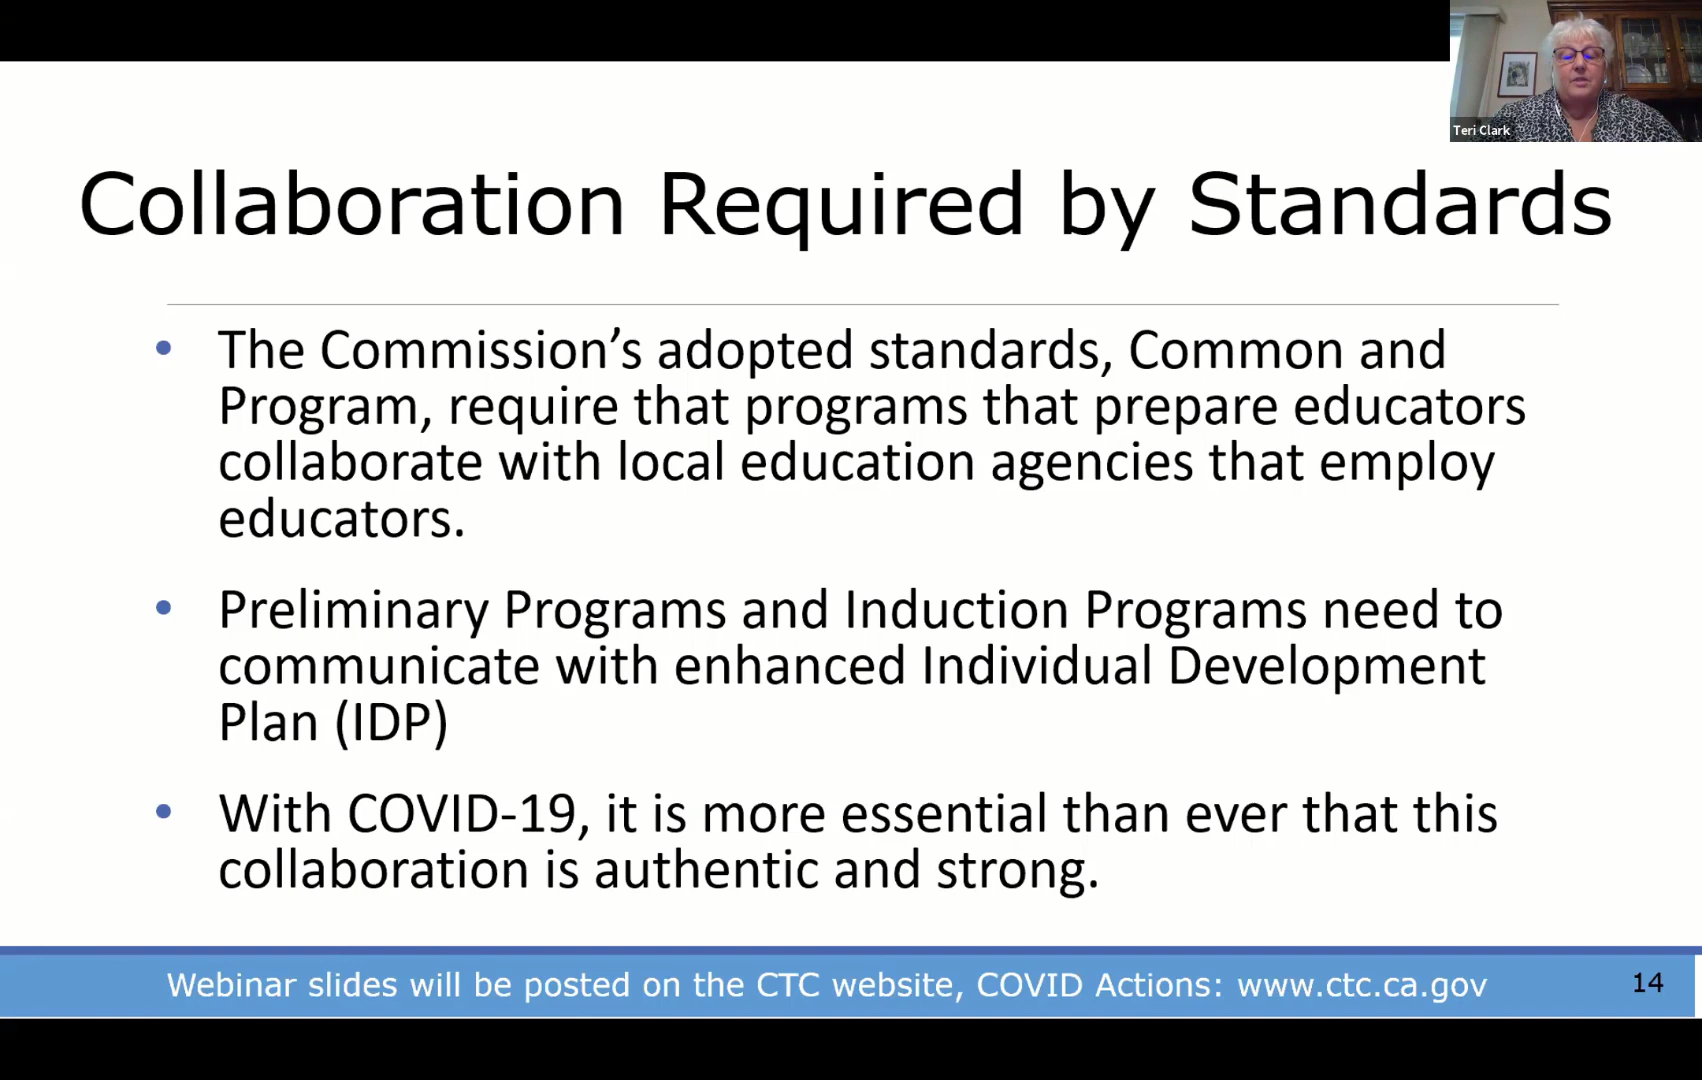 Teri Clark
Collaboration Required by Standards
• The Commission’s adopted standards, Common and
Program, require that programs that prepare educators
collaborate with local education agencies that employ
educators.
• Preliminary Programs and Induction Programs need to
communicate with enhanced Individual Development
Plan (IDP)
• With COVID-19, it is more essential than ever that this
collaboration is authentic and strong.
Webinar slides will be posted on the CTC website, COVID Actions: www.ctc.ca.gov
14